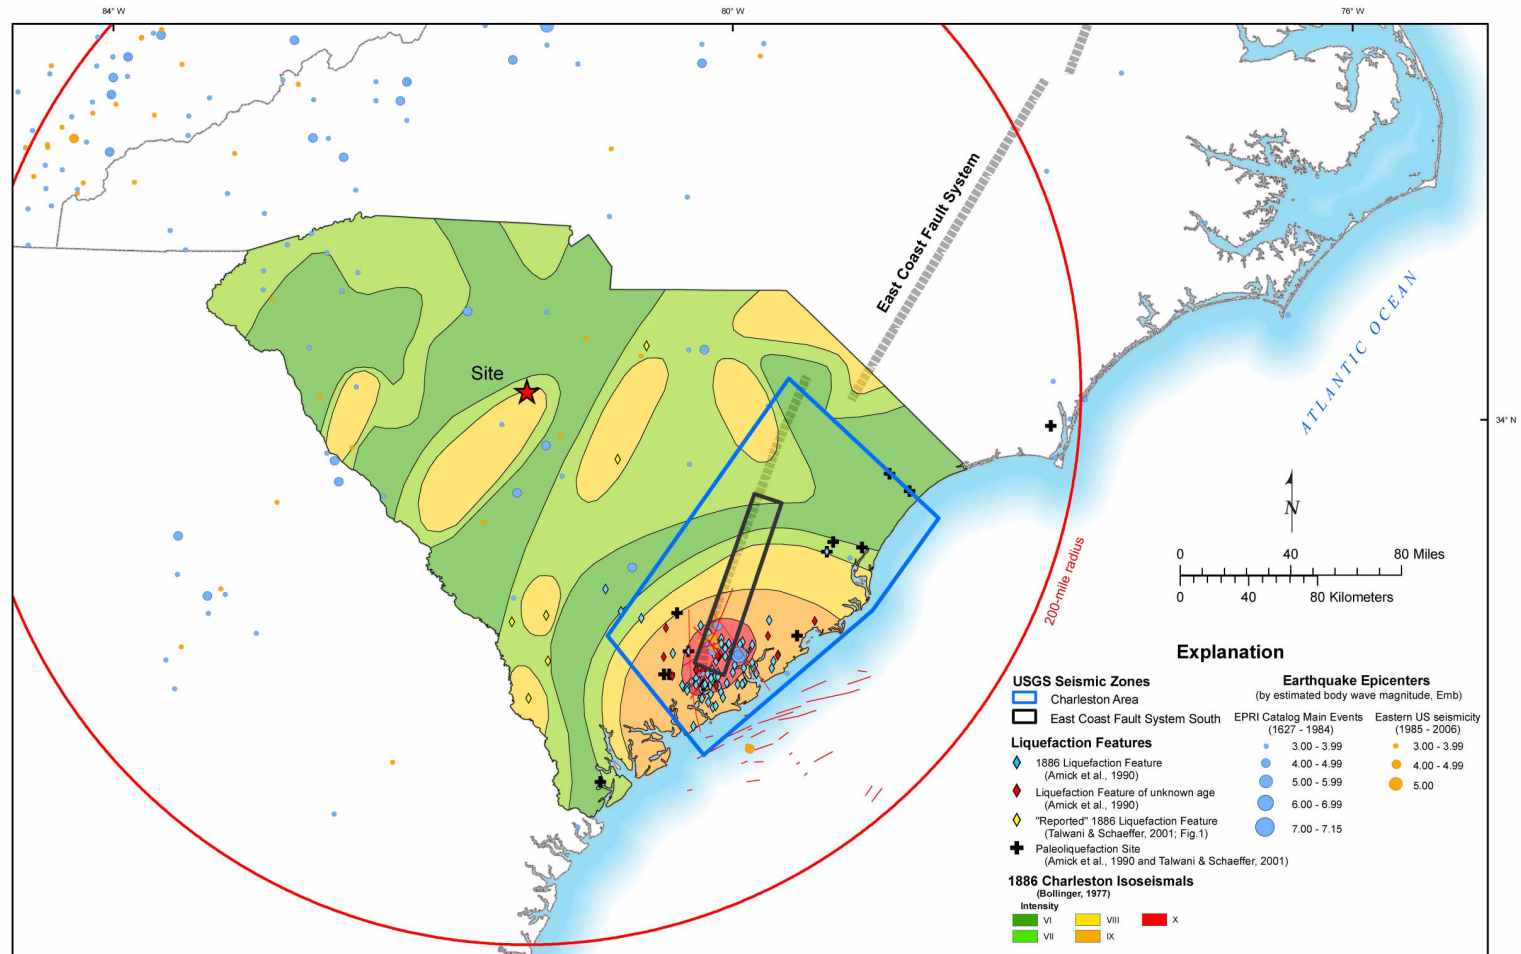 84° W
80° W
76° W
East Coast Fault System
Site
ATLANTIC OCEAN
34° N
N
0 40 80 Miles
0 40 80 Kilometers
200-mile radius
Explanation
USGS Seismic Zones
Charleston Area
East Coast Fault System South
Liquefaction Features
1886 Liquefaction Feature
(Amick et al., 1990)
Liquefaction Feature of unknown age
(Amick et al., 1990)
"Reported" 1886 Liquefaction Feature
(Talwani & Schaeffer, 2001; Fig.1)
Paleoliquefaction Site
(Amick et al., 1990 and Talwani & Schaeffer, 2001)
1886 Charleston Isoseismals
(Bollinger, 1977)
Intensity
VI VIII X
VII IX
Earthquake Epicenters
(by estimated body wave magnitude, Emb)
EPRI Catalog Main Events
(1627 - 1984)
3.00 - 3.99
4.00 - 4.99
5.00 - 5.99
6.00 - 6.99
7.00 - 7.15
Eastern US seismicity
(1985 - 2006)
3.00 - 3.99
4.00 - 4.99
5.00